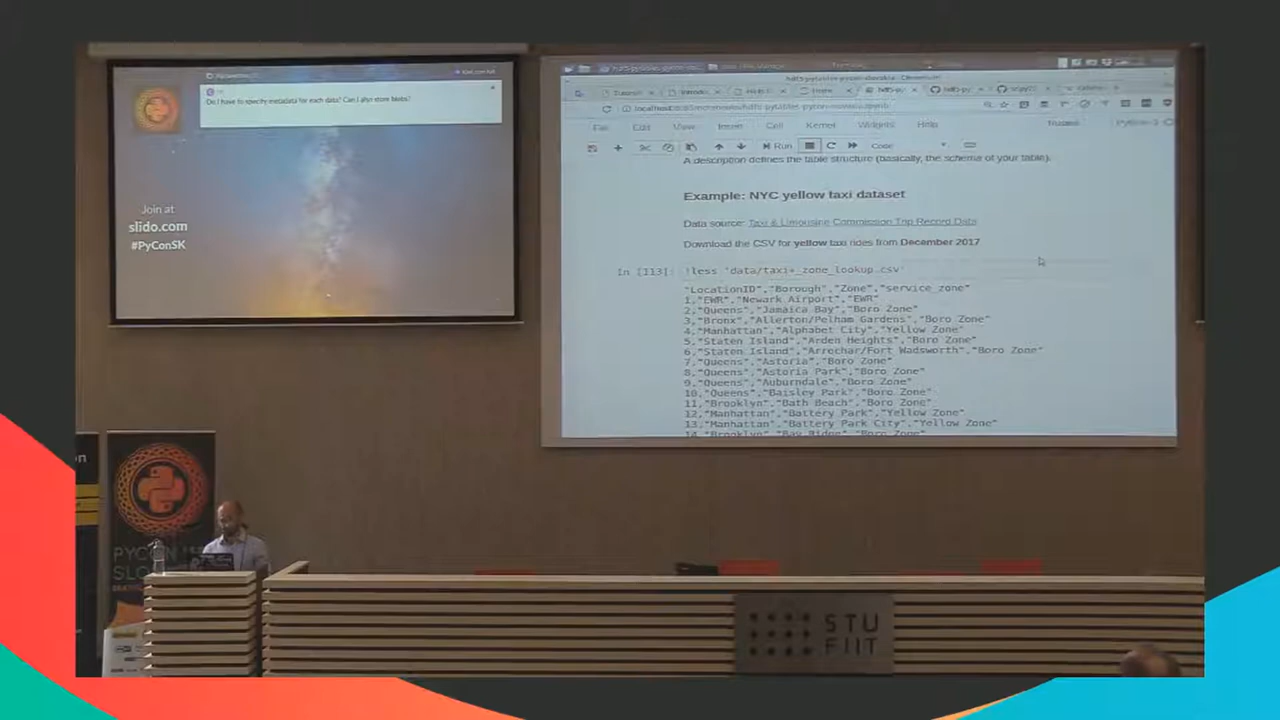 Do I have to specify metadata for each data? Can I also store blobs?
Join at
slido.com
#PyConSK
File Edit View Insert Cell Kernel Widgets Help
Trusted
Run
Code
A description defines the table structure (basically, the schema of your table).
Example: NYC yellow taxi dataset
Data source: Taxi & Limousine Commission Trip Record Data
Download the CSV for yellow taxi rides from December 2017
In [113]: !less 'data/taxi+_zone_lookup.csv'
"LocationID","Borough","Zone","service_zone"
1,"EWR","Newark Airport","EWR"
2,"Queens","Jamaica Bay","Boro Zone"
3,"Bronx","Allerton/Pelham Gardens","Boro Zone"
4,"Manhattan","Alphabet City","Yellow Zone"
5,"Staten Island","Arden Heights","Boro Zone"
6,"Staten Island","Arrochar/Fort Wadsworth","Boro Zone"
7,"Queens","Astoria","Boro Zone"
8,"Queens","Astoria Park","Boro Zone"
9,"Queens","Auburndale","Boro Zone"
10,"Queens","Baisley Park","Boro Zone"
11,"Brooklyn","Bath Beach","Boro Zone"
12,"Manhattan","Battery Park","Yellow Zone"
13,"Manhattan","Battery Park City","Yellow Zone"
14,"Brooklyn","Bay Ridge","Boro Zone"
PYCON
SLO
STU
FIIT